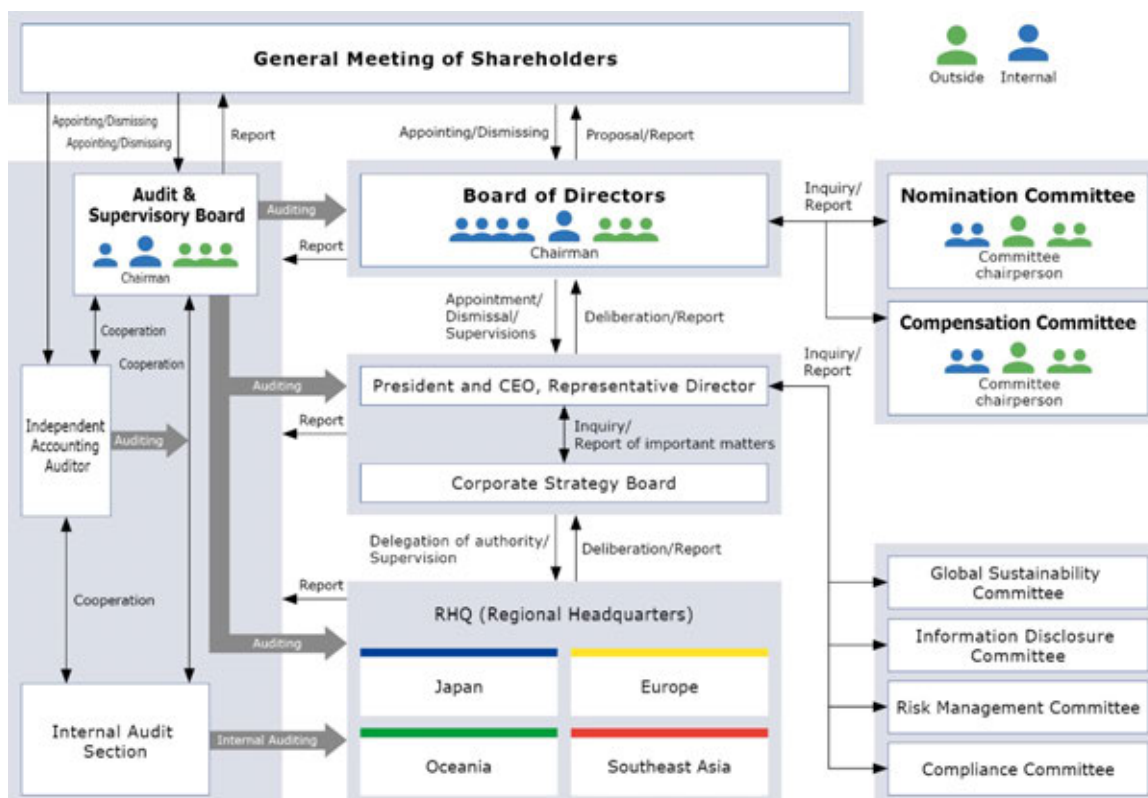 General Meeting of Shareholders
Outside
Internal
Appointing/Dismissing
Appointing/Dismissing
Report
Appointing/Dismissing
Proposal/Report
Audit &
Supervisory Board
Chairman
Auditing
Report
Board of Directors
Chairman
Inquiry/
Report
Nomination Committee
Committee
chairperson
Compensation Committee
Committee
chairperson
Cooperation
Cooperation
Appointment/
Dismissal/
Supervisions
Deliberation/Report
Inquiry/
Report
Independent
Accounting
Auditor
Auditing
Auditing
Report
President and CEO, Representative Director
Inquiry/
Report of important matters
Corporate Strategy Board
Delegation of authority/
Supervision
Deliberation/Report
Cooperation
Report
Auditing
RHQ (Regional Headquarters)
Japan
Europe
Oceania
Southeast Asia
Internal Audit
Section
Internal Auditing
Global Sustainability
Committee
Information Disclosure
Committee
Risk Management Committee
Compliance Committee